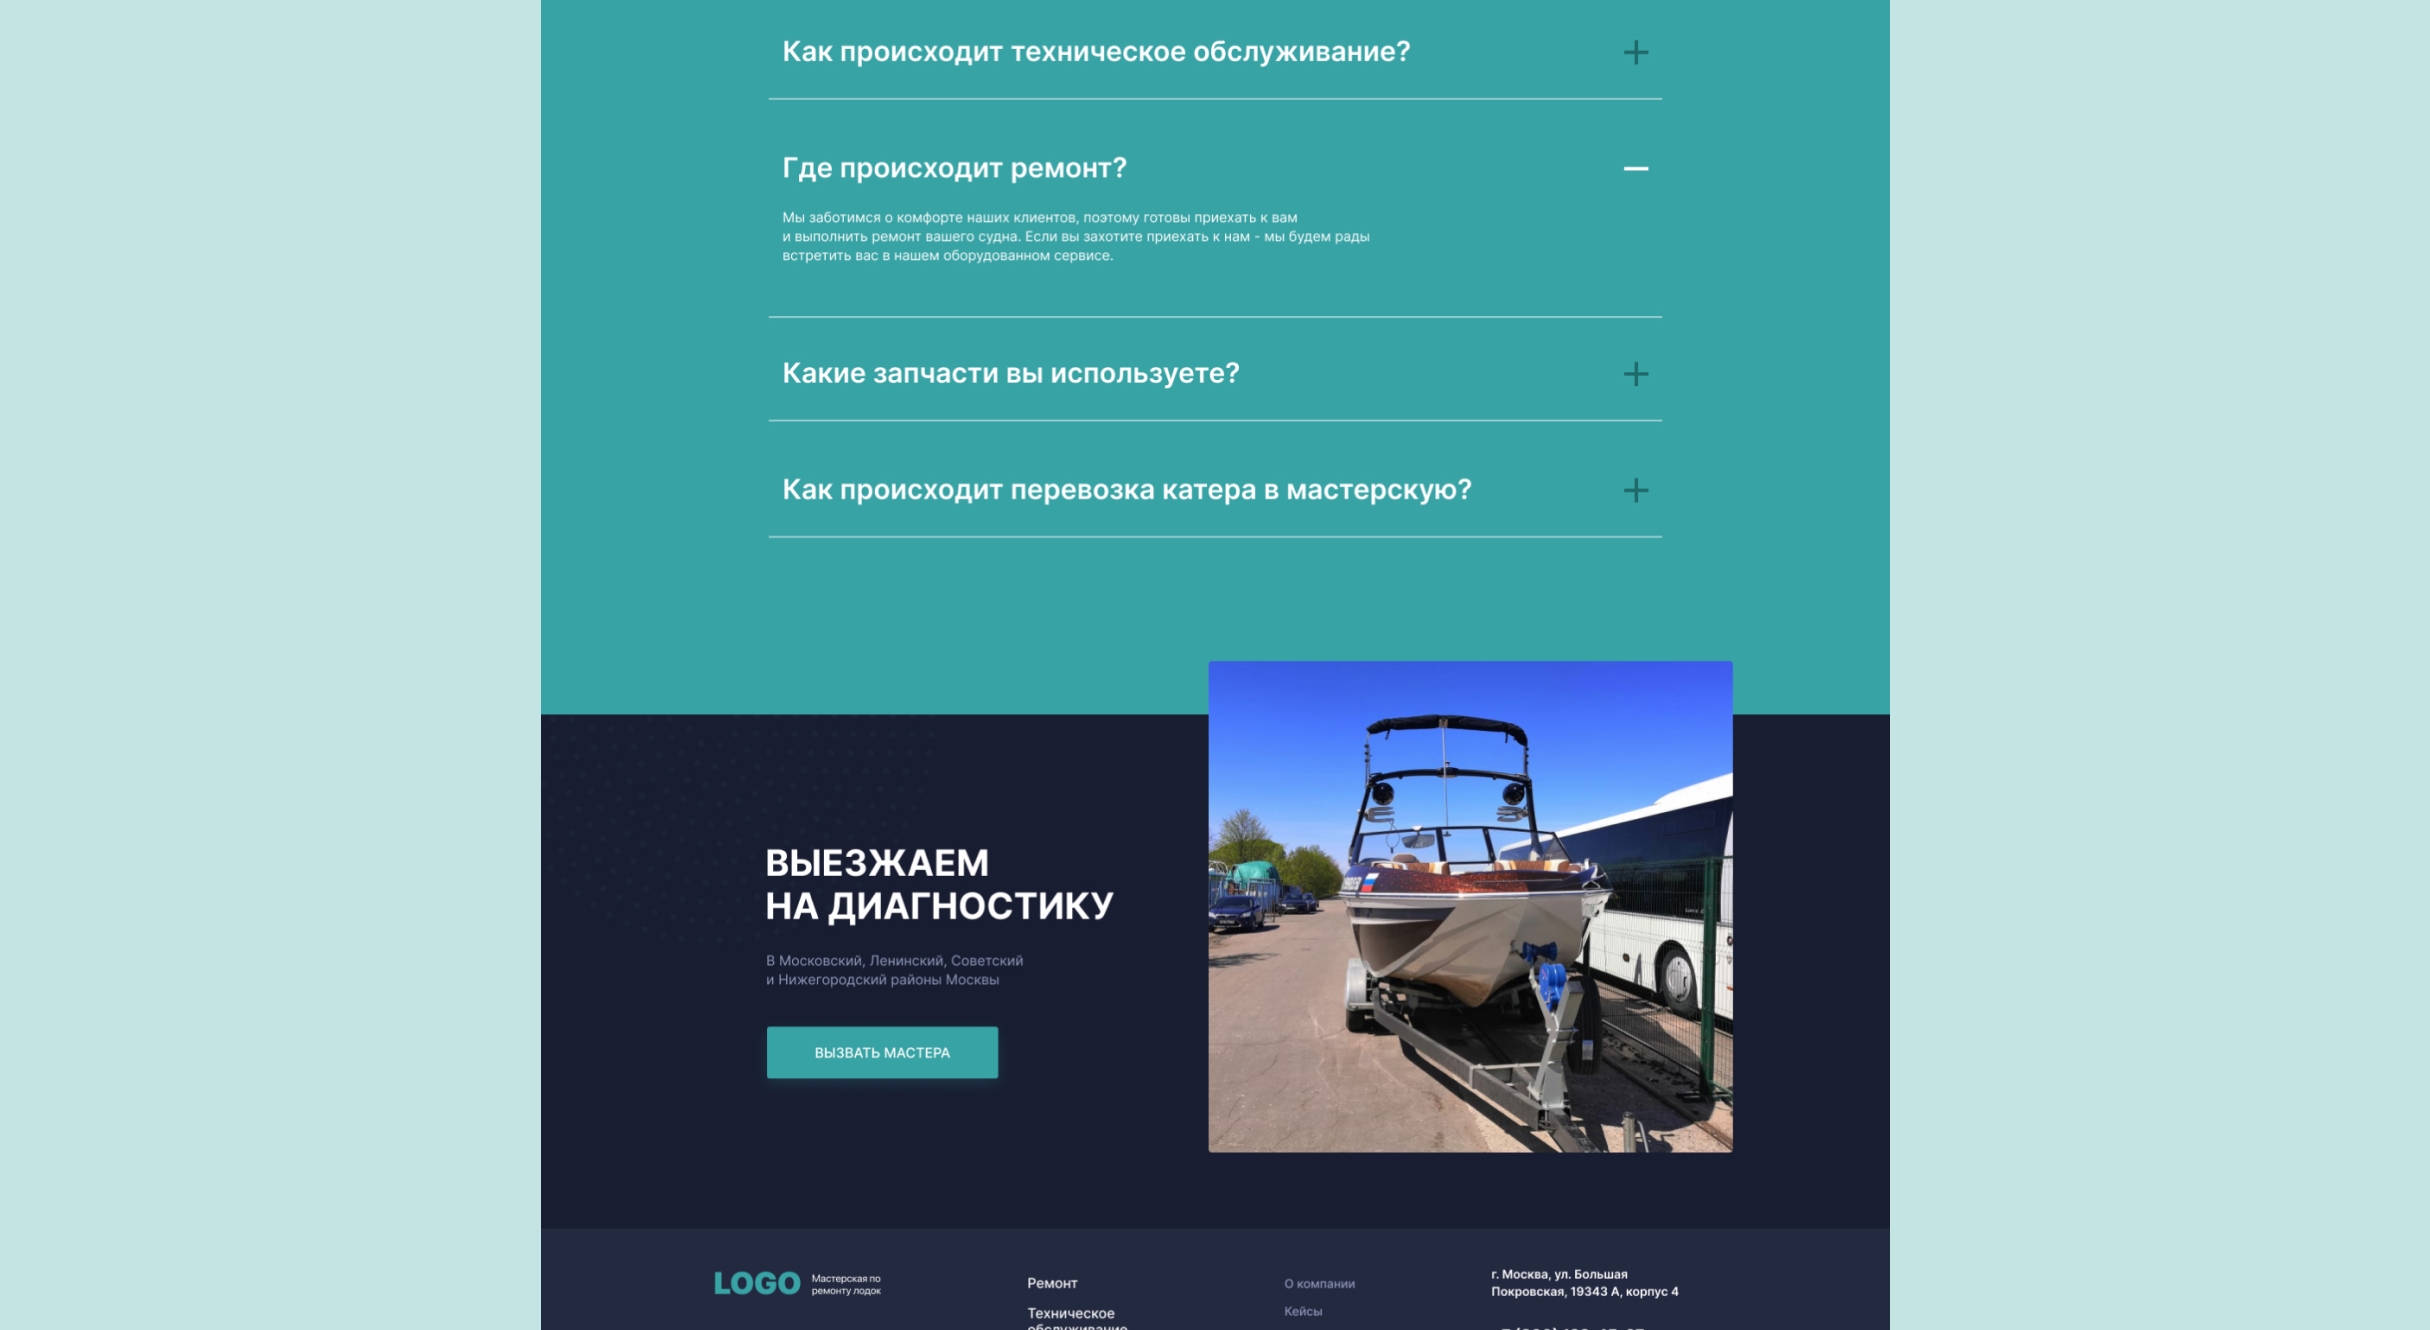 Как происходит техническое обслуживание?
Где происходит ремонт?
Мы заботимся о комфорте наших клиентов, поэтому готовы приехать к вам
и выполнить ремонт вашего судна. Если вы захотите приехать к нам - мы будем рады
встретить вас в нашем оборудованном сервисе.
Какие запчасти вы используете?
Как происходит перевозка катера в мастерскую?
ВЫЕЗЖАЕМ
НА ДИАГНОСТИКУ
В Московский, Ленинский, Советский
и Нижегородский районы Москвы
ВЫЗВАТЬ МАСТЕРА
LOGO
Мастерская по
ремонту лодок
Ремонт
Техническое
обслуживание
О компании
Кейсы
г. Москва, ул. Большая
Покровская, 19343 А, корпус 4